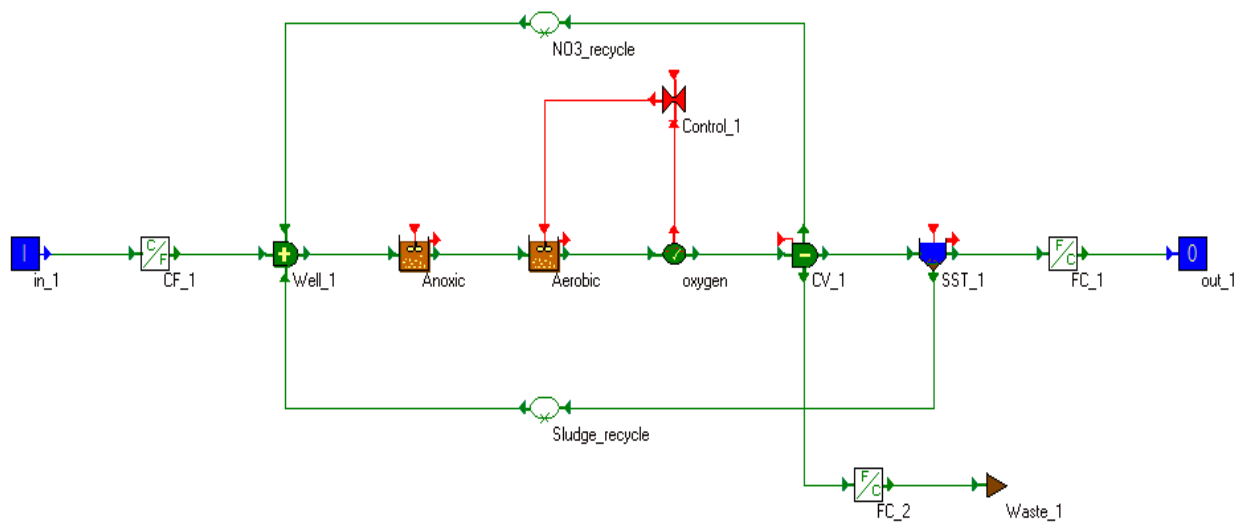 NO3_recycle
Control_1
I
C/F
+
-
F/C
0
in_1
CF_1
Well_1
Anoxic
Aerobic
oxygen
CV_1
SST_1
FC_1
out_1
Sludge_recycle
F/C
FC_2
Waste_1